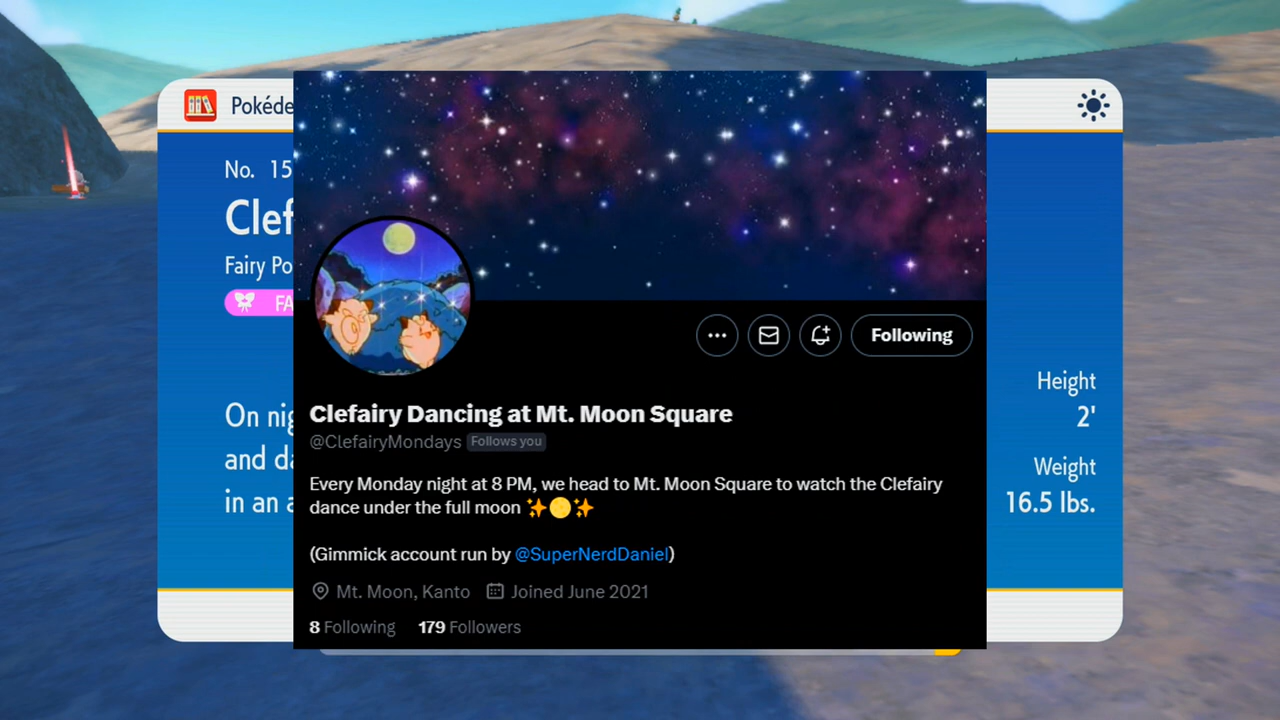 Pokéde
No. 15
Clef
Fairy Po
FA
On nig
and da
in an a
Height
2'
Weight
16.5 lbs.
Following
Clefairy Dancing at Mt. Moon Square
@ClefairyMondays Follows you
Every Monday night at 8 PM, we head to Mt. Moon Square to watch the Clefairy
dance under the full moon ✨🌕✨
(Gimmick account run by @SuperNerdDaniel)
Mt. Moon, Kanto Joined June 2021
8 Following 179 Followers